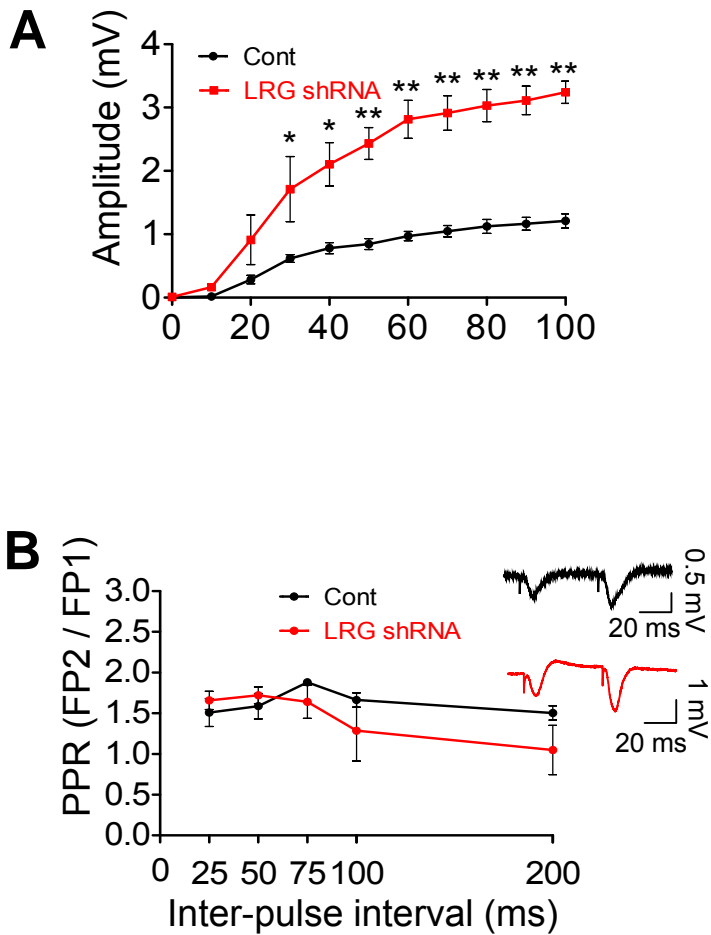 A
Amplitude (mV)
Cont
LRG shRNA
4
3
2
1
0
* * ** ** ** ** ** **
0 20 40 60 80 100
B
PPR (FP2 / FP1)
3.0
2.5
2.0
1.5
1.0
0.5
0.0
Cont
LRG shRNA
0.5 mV
20 ms
1 mV
20 ms
0 25 50 75 100 200
Inter-pulse interval (ms)